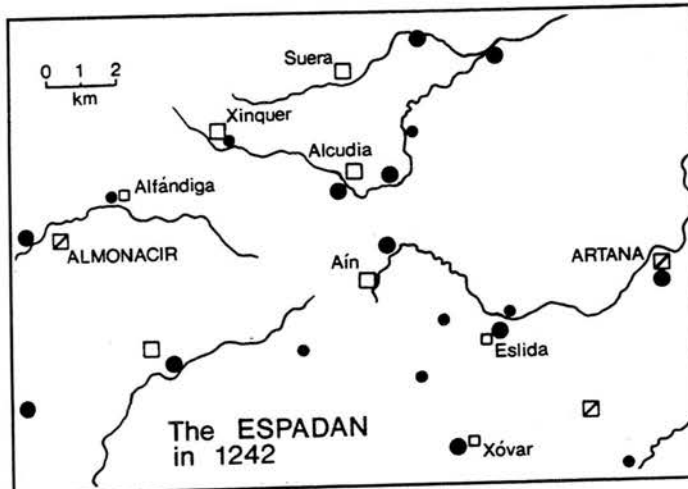 Suera
0 1 2
km
Xinquer
Alcudia
Alfándiga
ALMONACIR
Aín
ARTANA
Eslida
The ESPADAN
in 1242
Xóvar